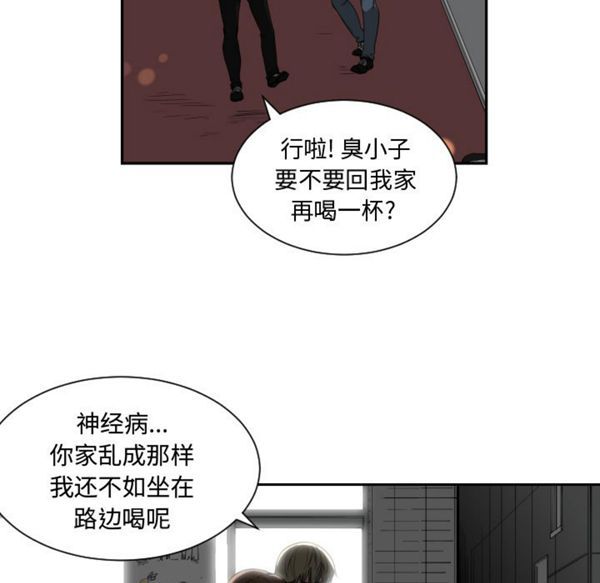 行啦! 臭小子
要不要回我家
再喝一杯?
神经病...
你家乱成那样
我还不如坐在
路边喝呢